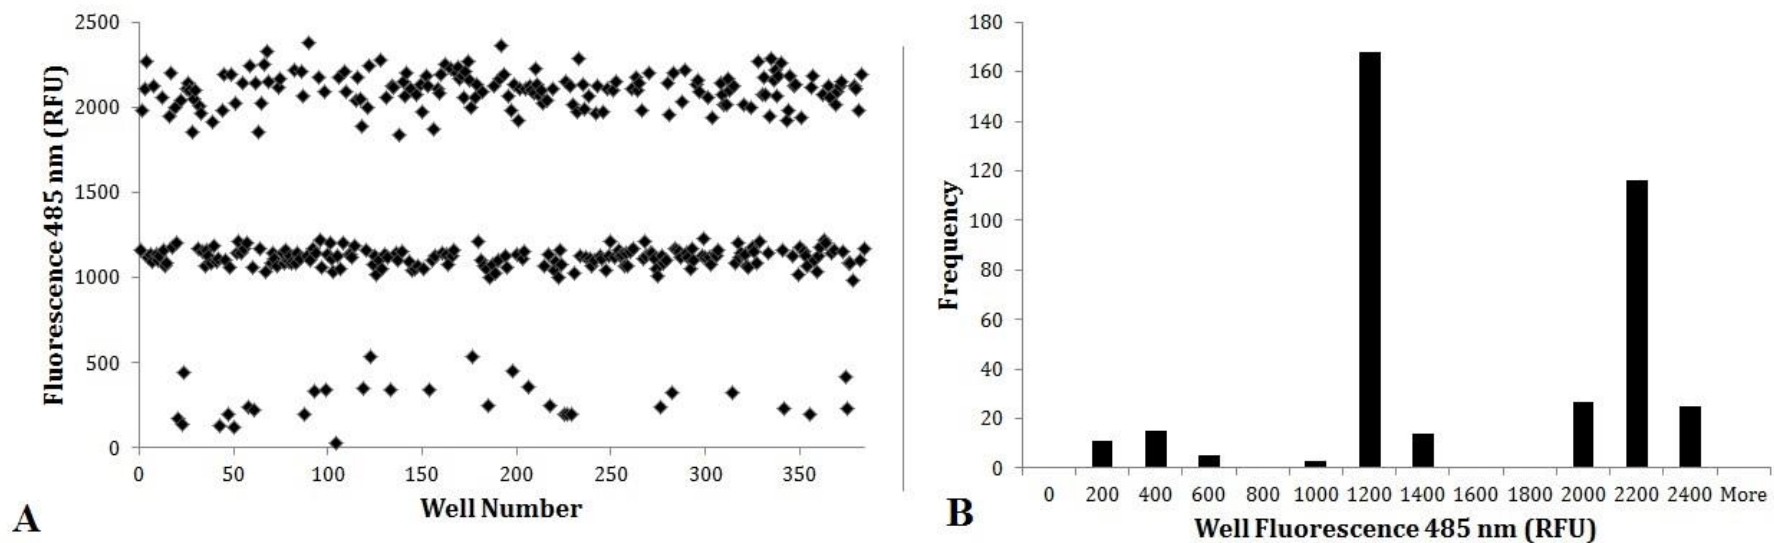 Fluorescence485 nm (RFU)
2500
2000
1500
1000
500
0
0 50 100 150 200 250 300 350
Well Number
A
Frequency
180
160
140
120
100
80
60
40
20
0
0 200 400 600 800 1000 1200 1400 1600 1800 2000 2200 2400 More
Well Fluorescence 485 nm (RFU)
B